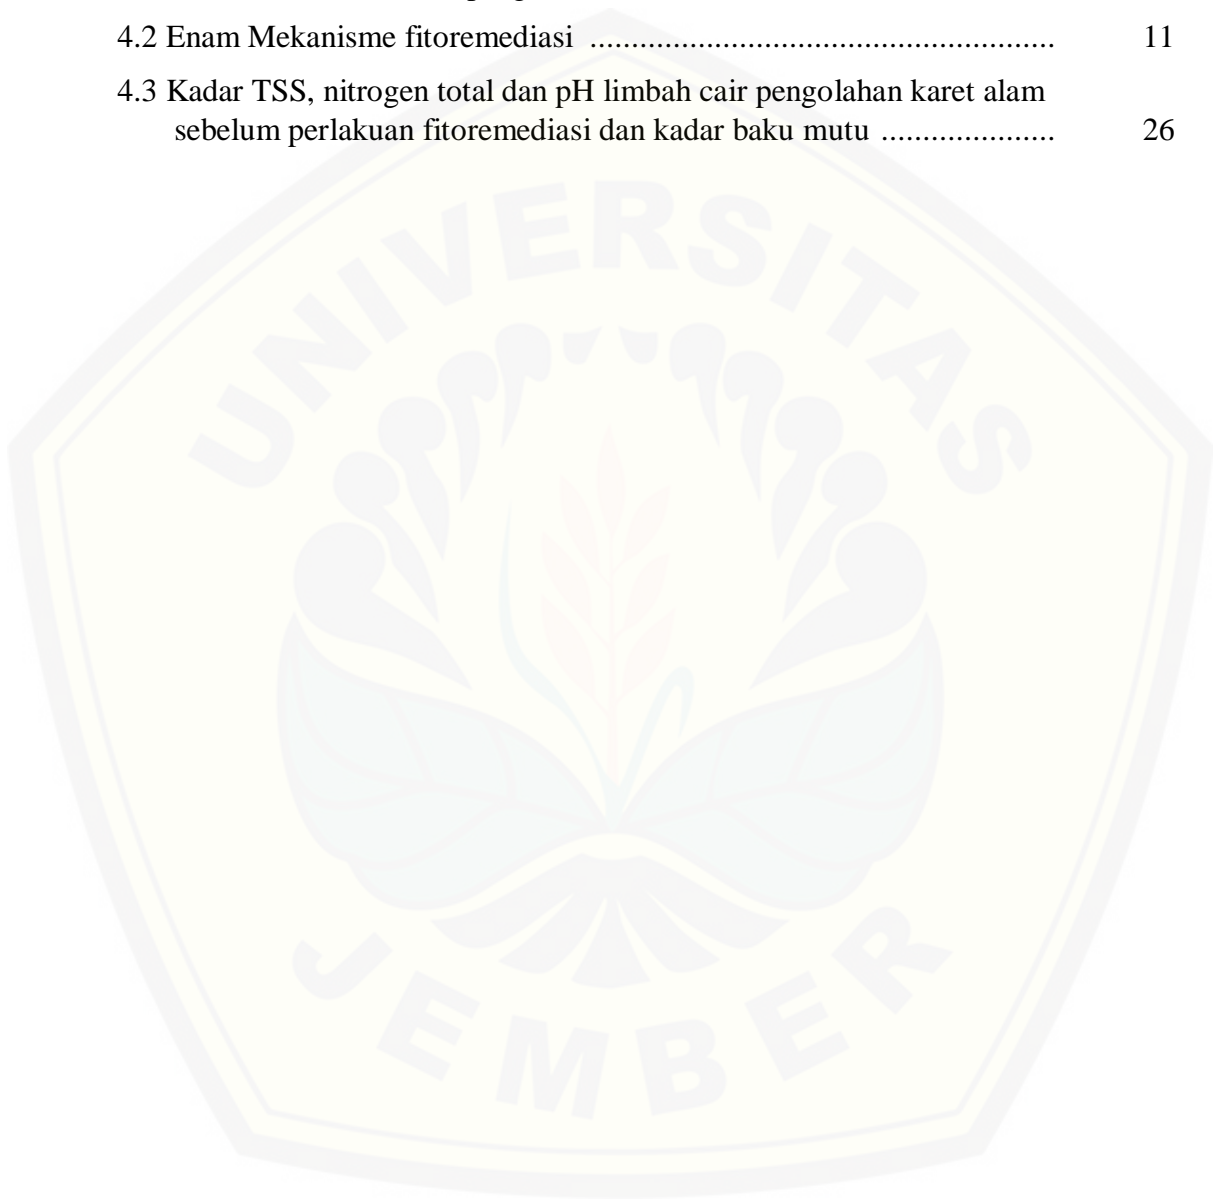 4.2 Enam Mekanisme fitoremediasi ....................................................... 11
4.3 Kadar TSS, nitrogen total dan pH limbah cair pengolahan karet alam
sebelum perlakuan fitoremediasi dan kadar baku mutu ..................... 26
UNIVERSITAS
JEMBER